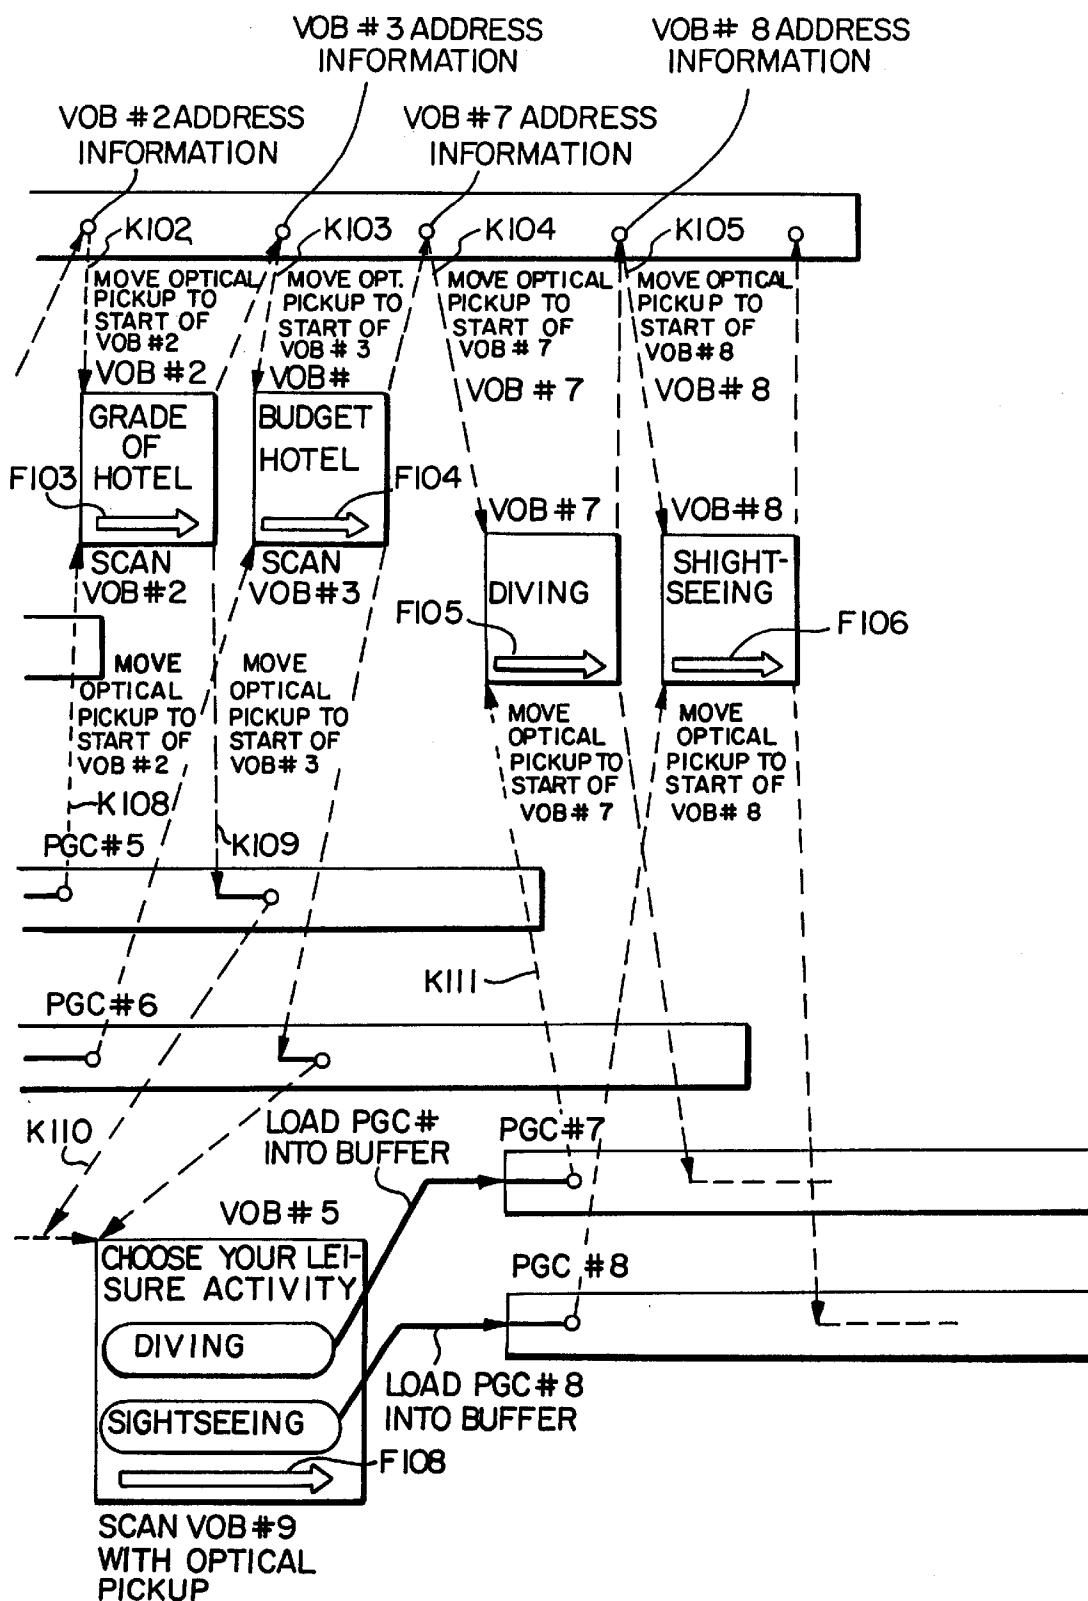 VOB #3 ADDRESS
INFORMATION
VOB# 8 ADDRESS
INFORMATION
VOB #2 ADDRESS
INFORMATION
VOB #7 ADDRESS
INFORMATION
K102
K103
K104
K105
MOVE OPTICAL
PICKUP TO
START OF
VOB #2
MOVE OPT.
PICKUP TO
START OF
VOB # 3
MOVE OPTICAL
PICKUP TO
START OF
VOB # 7
MOVE OPTICAL
PICKUP TO
START OF
VOB #8
VOB #2
VOB #
VOB #7
VOB #8
GRADE
OF
HOTEL
BUDGET
HOTEL
F103
F104
VOB #7
VOB #8
SCAN
VOB #2
SCAN
VOB #3
DIVING
SHIGHT-
SEEING
F105
F106
MOVE
OPTICAL
PICKUP TO
START OF
VOB #2
MOVE
OPTICAL
PICKUP TO
START OF
VOB# 3
MOVE
OPTICAL
PICKUP TO
START OF
VOB# 7
MOVE
OPTICAL
PICKUP TO
START OF
VOB# 8
K108
K109
PGC#5
K111
PGC#6
K110
LOAD PGC#
INTO BUFFER
PGC#7
VOB #5
CHOOSE YOUR LEI-
SURE ACTIVITY
PGC #8
DIVING
SIGHTSEEING
LOAD PGC#8
INTO BUFFER
F108
SCAN VOB #9
WITH OPTICAL
PICKUP